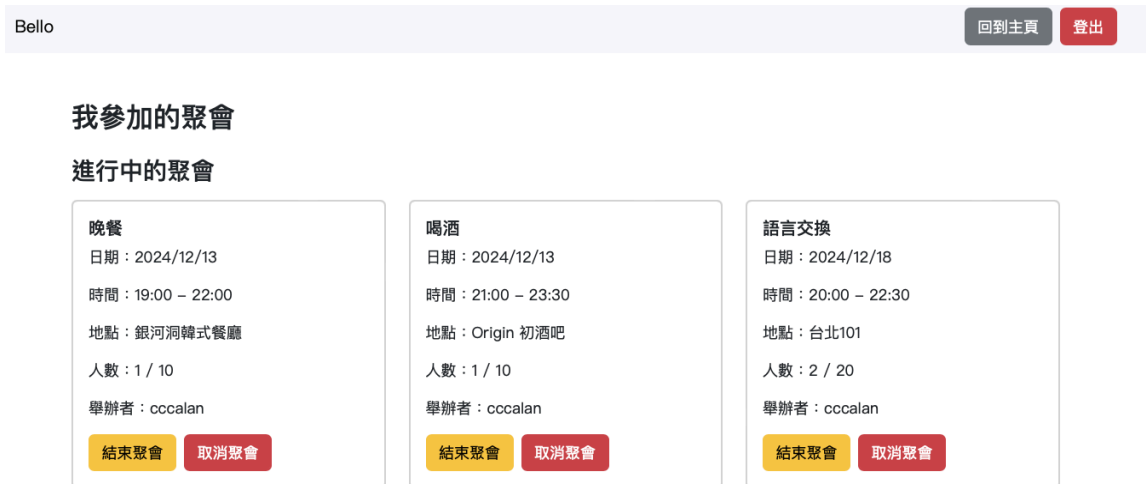 Bello
回到主頁 登出
我參加的聚會
進行中的聚會
晚餐
日期：2024/12/13
時間：19:00 – 22:00
地點：銀河洞韓式餐廳
人數：1 / 10
舉辦者：cccalan
結束聚會 取消聚會
喝酒
日期：2024/12/13
時間：21:00 – 23:30
地點：Origin 初酒吧
人數：1 / 10
舉辦者：cccalan
結束聚會 取消聚會
語言交換
日期：2024/12/18
時間：20:00 – 22:30
地點：台北101
人數：2 / 20
舉辦者：cccalan
結束聚會 取消聚會